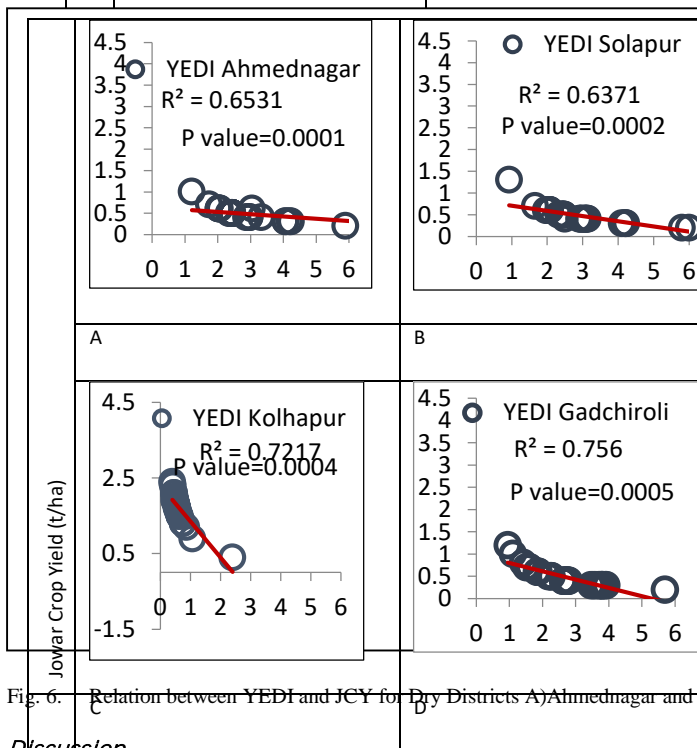 4.5
4
3.5
3
2.5
2
1.5
1
0.5
0
YEDI Ahmednagar
R² = 0.6531
P value=0.0001
0 1 2 3 4 5 6
4.5
4
3.5
3
2.5
2
1.5
1
0.5
0
YEDI Solapur
R² = 0.6371
P value=0.0002
0 1 2 3 4 5 6
A
B
Jowar Crop Yield (t/ha)
4.5
2.5
0.5
-1.5
YEDI Kolhapur
R² = 0.7217
P value=0.0004
0 1 2 3 4 5 6
4.5
4
3.5
3
2.5
2
1.5
1
0.5
0
YEDI Gadchiroli
R² = 0.756
P value=0.0005
0 1 2 3 4 5 6
C
D
Fig. 6. Relation between YEDI and JCY for Dry Districts A)Ahmednagar and
Discussion